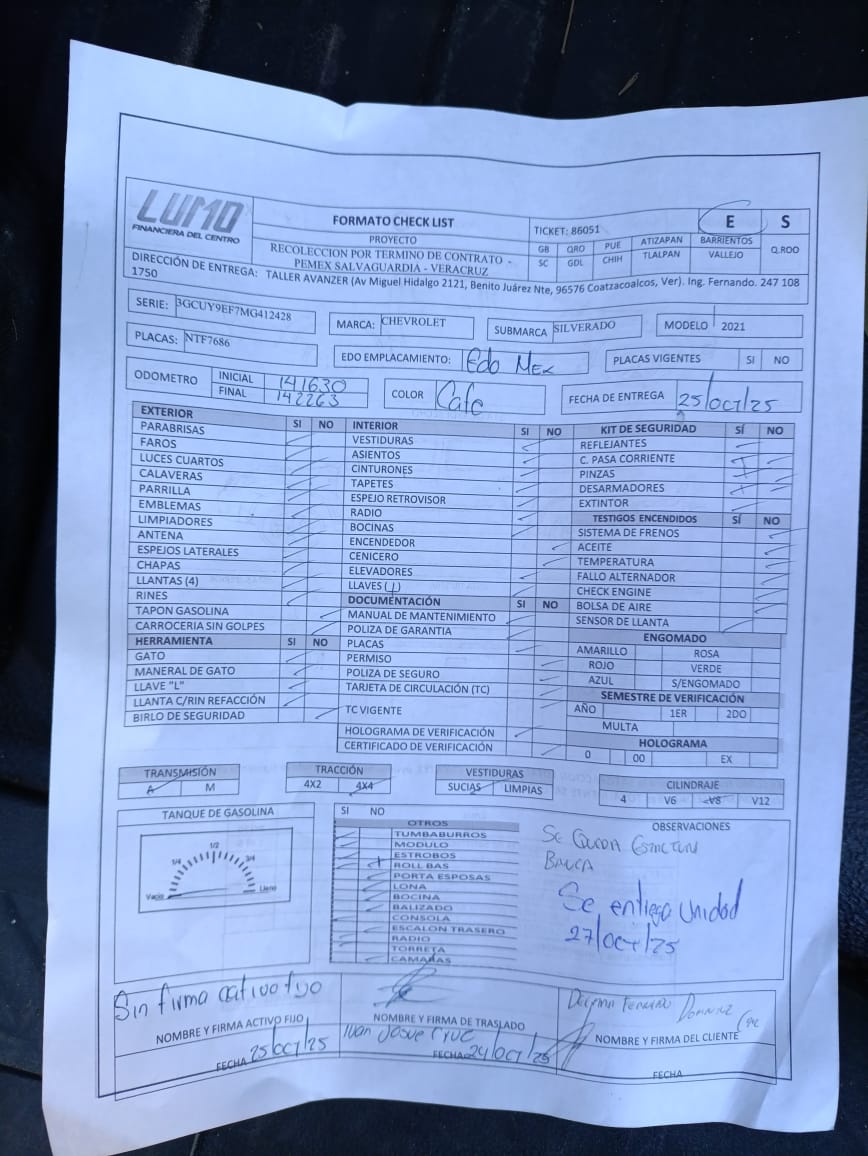 LUMO
FINANCIERA DEL CENTRO
FORMATO CHECK LIST
PROYECTO
RECOLECCION POR TERMINO DE CONTRATO -
PEMEX SALVAGUARDIA - VERACRUZ
TICKET: 86051
E S
GB QRO PUE ATIZAPAN BARRIENTOS Q.RDO
SC GDL CHIH TLALPAN VALLEJO
DIRECCIÓN DE ENTREGA: TALLER AVANZER (Av Miguel Hidalgo 2121, Benito Juárez Nte, 96576 Coatzacoalcos, Ver). Ing. Fernando. 247 108
1750
SERIE: 3GCUY9EF7MG412428 MARCA: CHEVROLET SUBMARCA SILVERADO MODELO 2021
PLACAS: NTF7686 EDO EMPLACAMIENTO: Edo Mex PLACAS VIGENTES SI NO
ODOMETRO INICIAL 141630 COLOR Cafe FECHA DE ENTREGA 25/oct/25
FINAL 142263
EXTERIOR SI NO
PARABRISAS
FAROS
LUCES CUARTOS
CALAVERAS
PARRILLA
EMBLEMAS
LIMPIADORES
ANTENA
ESPEJOS LATERALES
CHAPAS
LLANTAS (4)
RINES
TAPON GASOLINA
CARROCERIA SIN GOLPES
HERRAMIENTA SI NO
GATO
MANERAL DE GATO
LLAVE "L"
LLANTA C/RIN REFACCIÓN
BIRLO DE SEGURIDAD
INTERIOR SI NO
VESTIDURAS
ASIENTOS
CINTURONES
TAPETES
ESPEJO RETROVISOR
RADIO
BOCINAS
ENCENDEDOR
CENICERO
ELEVADORES
LLAVES (1)
DOCUMENTACIÓN SI NO
MANUAL DE MANTENIMIENTO
POLIZA DE GARANTIA
PLACAS
PERMISO
POLIZA DE SEGURO
TARJETA DE CIRCULACIÓN (TC)
TC VIGENTE
HOLOGRAMA DE VERIFICACIÓN
CERTIFICADO DE VERIFICACIÓN
KIT DE SEGURIDAD SÍ NO
REFLEJANTES
C. PASA CORRIENTE
PINZAS
DESARMADORES
EXTINTOR
TESTIGOS ENCENDIDOS SÍ NO
SISTEMA DE FRENOS
ACEITE
TEMPERATURA
FALLO ALTERNADOR
CHECK ENGINE
BOLSA DE AIRE
SENSOR DE LLANTA
ENGOMADO
AMARILLO ROSA
ROJO VERDE
AZUL S/ENGOMADO
SEMESTRE DE VERIFICACIÓN
AÑO 1ER 2DO
MULTA
HOLOGRAMA
0 00 EX
TRANSMISIÓN
A M
TRACCIÓN
4X2 4X4
VESTIDURAS
SUCIAS LIMPIAS
CILINDRAJE
4 V6 V8 V12
TANQUE DE GASOLINA
1/4 1/2 3/4
Vacio Lleno
SI NO
OTROS
TUMBABURROS
MODULO
ESTROBOS
ROLL BAS
PORTA ESPOSAS
LONA
BOCINA
BALIZADO
CONSOLA
ESCALON TRASERO
RADIO
TORRETA
CAMARAS
OBSERVACIONES
Se
Se entrega Unidad
27/oct/25
Sin firma activo fijo
NOMBRE Y FIRMA ACTIVO FIJO
FECHA 25/oct/25
NOMBRE Y FIRMA DE TRASLADO
Ivan Josue Cruz
FECHA 24/oct/25
NOMBRE Y FIRMA DEL CLIENTE
FECHA